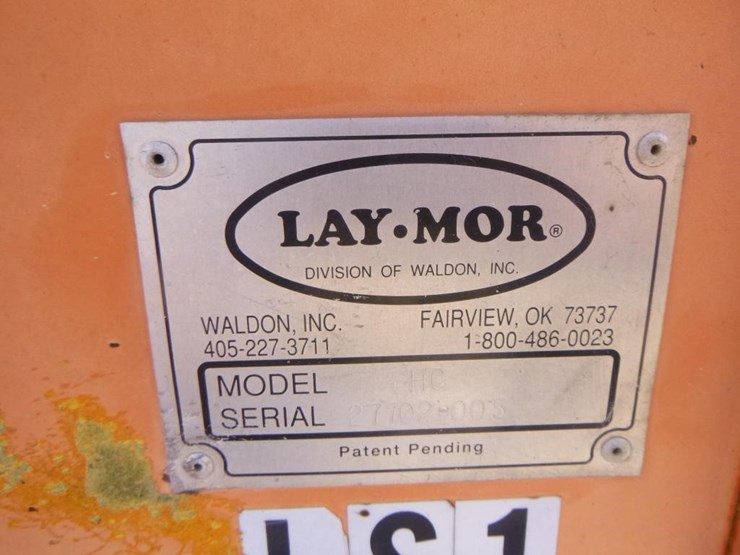 LAY•MOR®
DIVISION OF WALDON, INC.
WALDON, INC. FAIRVIEW, OK 73737
405-227-3711 1-800-486-0023
MODEL
SERIAL
Patent Pending